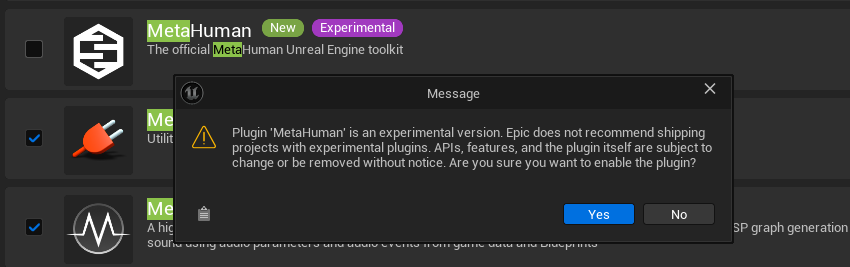 MetaHuman New Experimental
The official MetaHuman Unreal Engine toolkit
Message
Me
Utilit
Plugin 'MetaHuman' is an experimental version. Epic does not recommend shipping
projects with experimental plugins. APIs, features, and the plugin itself are subject to
change or be removed without notice. Are you sure you want to enable the plugin?
Yes No
Me
A hig SP graph generation
sound using audio parameters and audio events from game data and Blueprints